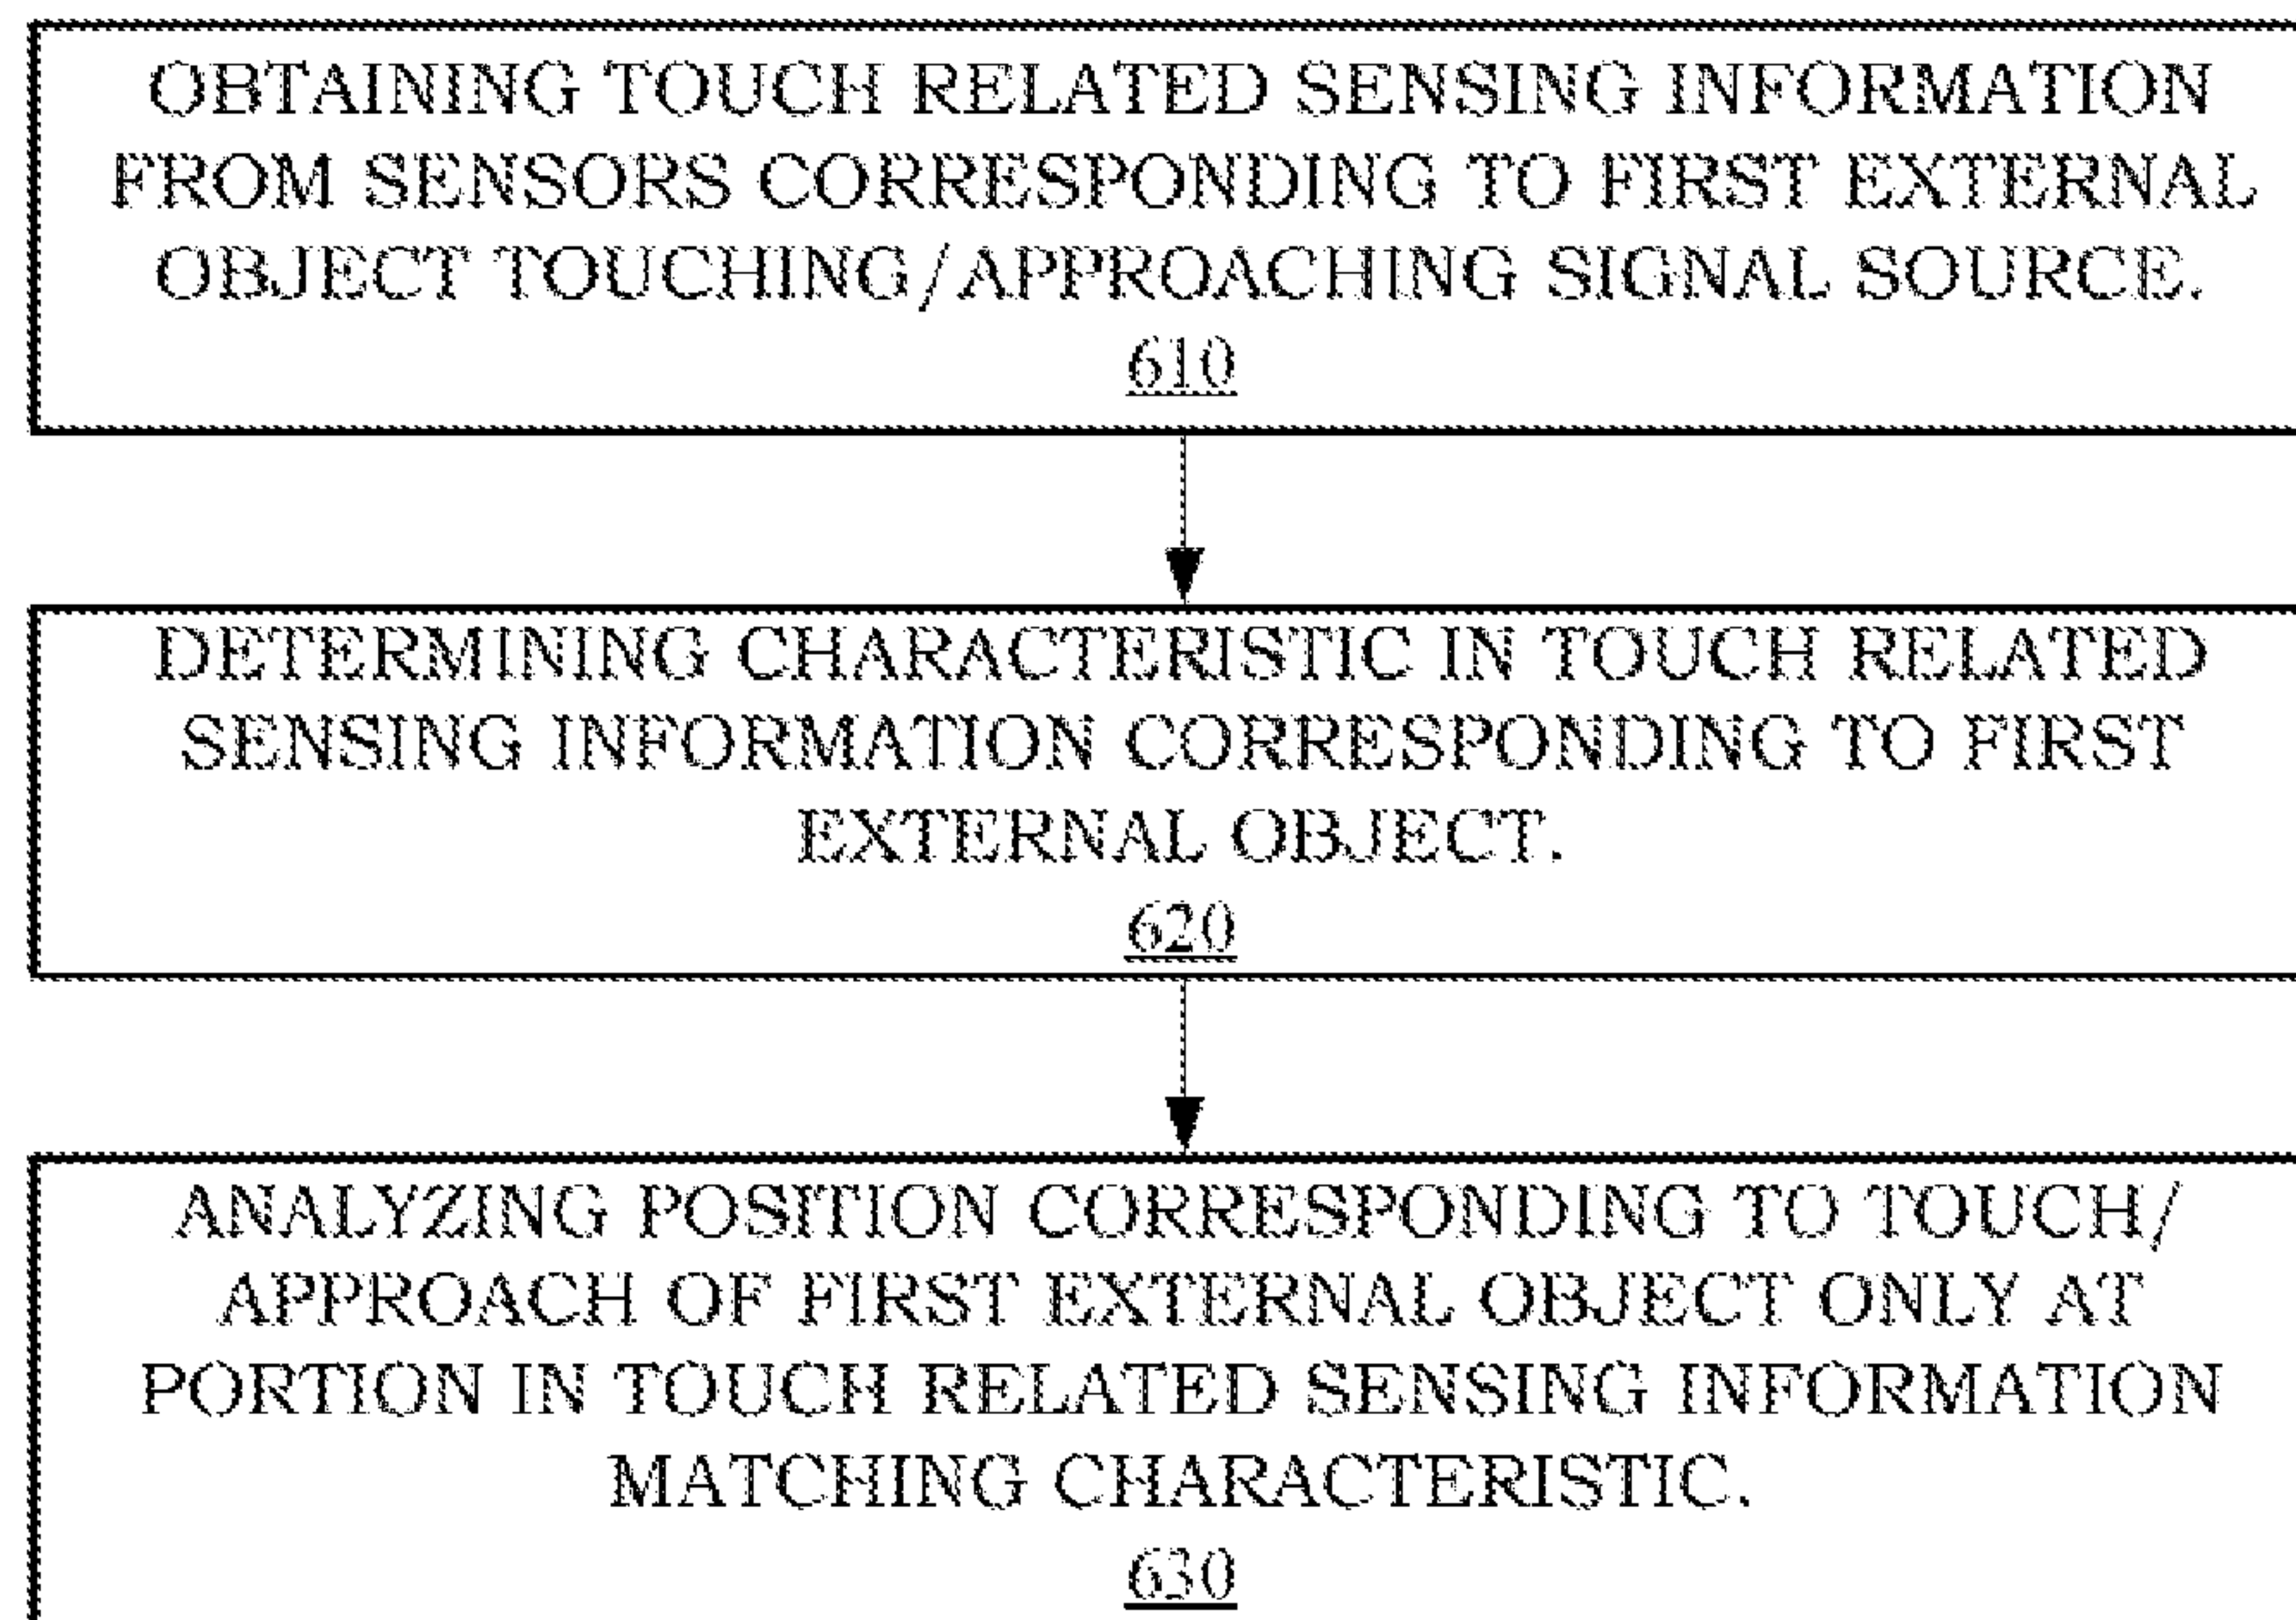 OBTAINING TOUCH RELATED SENSING INFORMATION
FROM SENSORS CORRESPONDING TO FIRST EXTERNAL
OBJECT TOUCHING/APPROACHING SIGNAL SOURCE.
610
DETERMINING CHARACTERISTIC IN TOUCH RELATED
SENSING INFORMATION CORRESPONDING TO FIRST
EXTERNAL OBJECT.
620
ANALYZING POSITION CORRESPONDING TO TOUCH/
APPROACH OF FIRST EXTERNAL OBJECT ONLY AT
PORTION IN TOUCH RELATED SENSING INFORMATION
MATCHING CHARACTERISTIC.
630